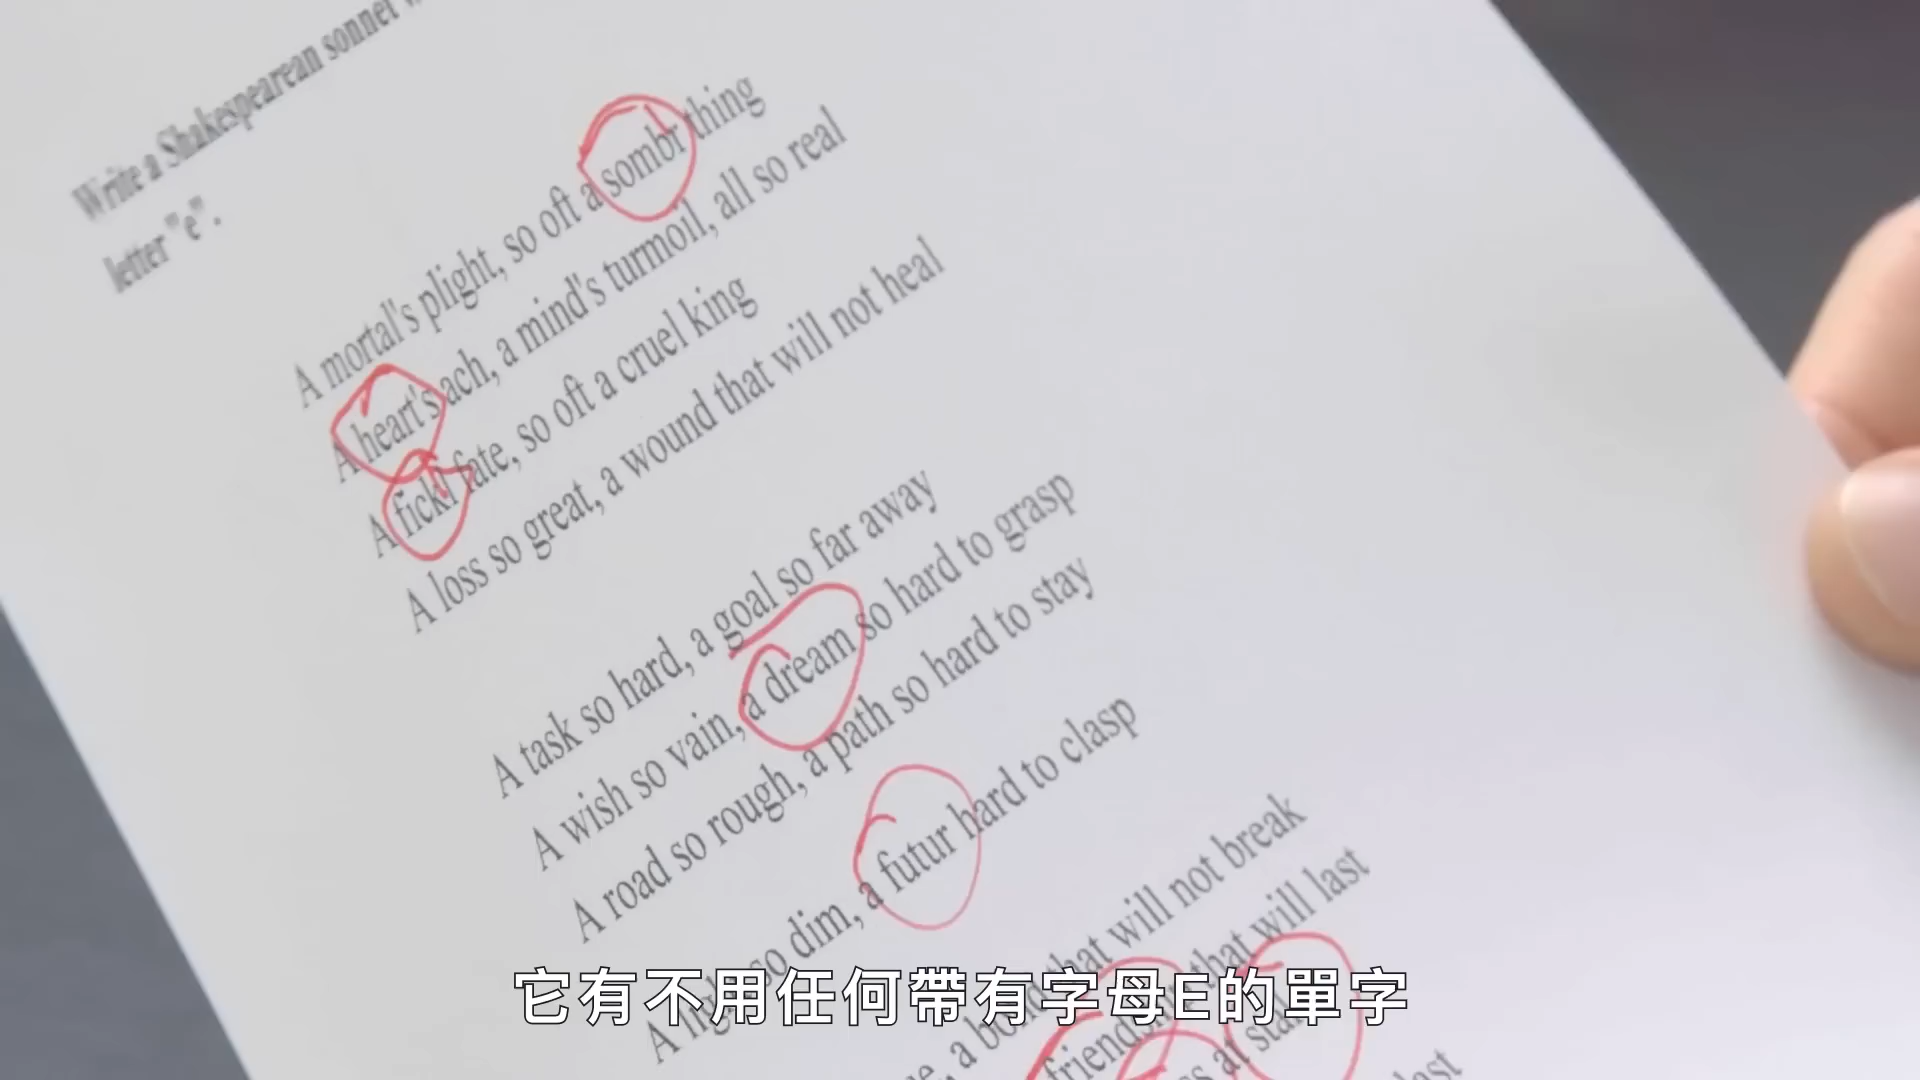 Write a Shakespearean sonnet
letter "e".
A mortal's plight, so oft a sombr thing
A heart's ach, a mind's turmoil, all so real
A fickl fate, so oft a cruel king
A loss so great, a wound that will not heal
A task so hard, a goal so far away
A wish so vain, a dream so hard to grasp
A road so rough, a path so hard to stay
A light so dim, a futur hard to clasp
a bond that will not break
that will last
at
last
它有不用任何帶有字母E的單字